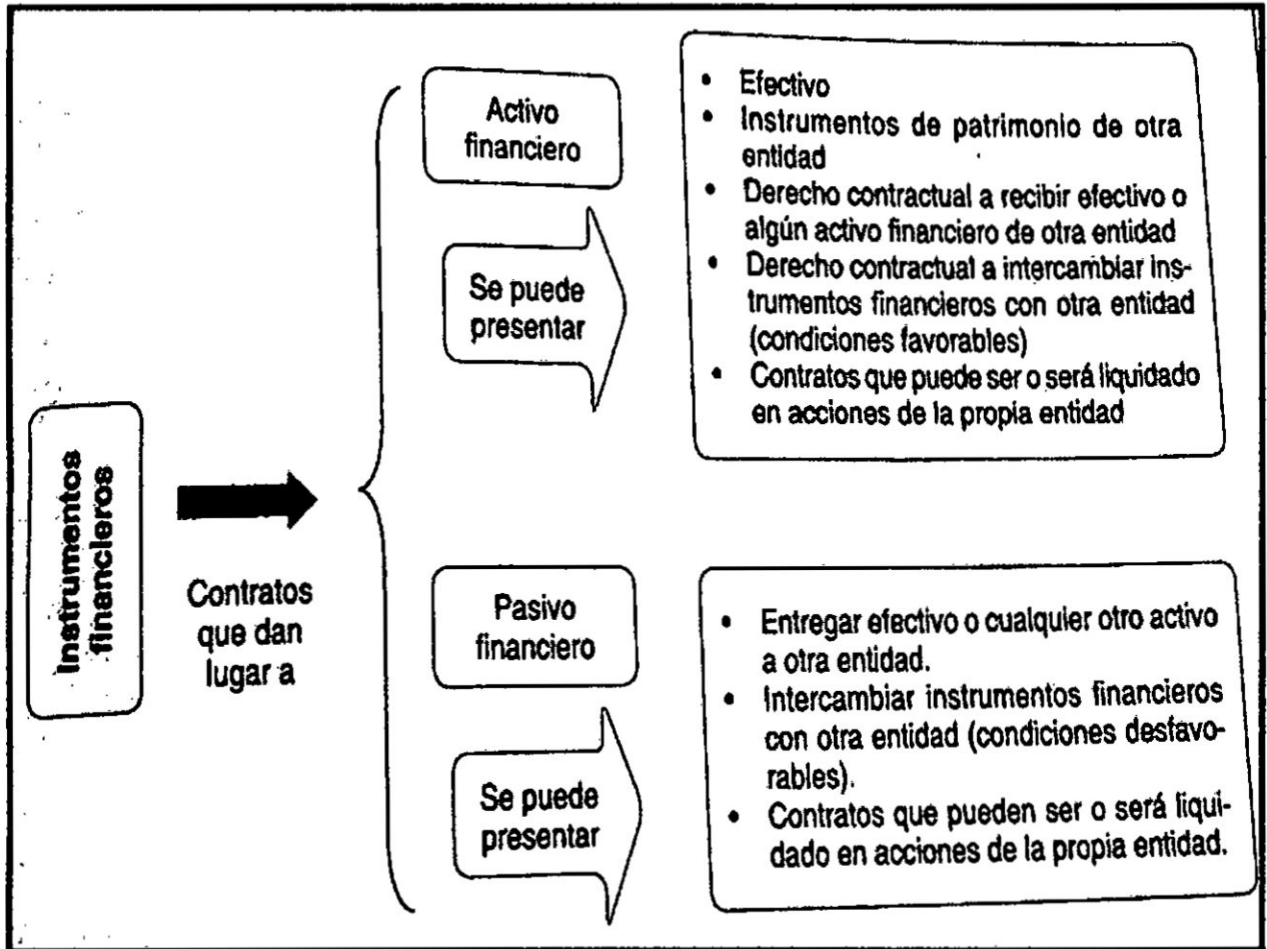 Instrumentos
financieros
Contratos
que dan
lugar a
Activo
financiero
Se puede
presentar
• Efectivo
• Instrumentos de patrimonio de otra
entidad
• Derecho contractual a recibir efectivo o
algún activo financiero de otra entidad
• Derecho contractual a intercambiar ins-
trumentos financieros con otra entidad
(condiciones favorables)
• Contratos que puede ser o será liquidado
en acciones de la propia entidad
Pasivo
financiero
Se puede
presentar
• Entregar efectivo o cualquier otro activo
a otra entidad.
• Intercambiar instrumentos financieros
con otra entidad (condiciones desfavo-
rables).
• Contratos que pueden ser o será liqui-
dado en acciones de la propia entidad.